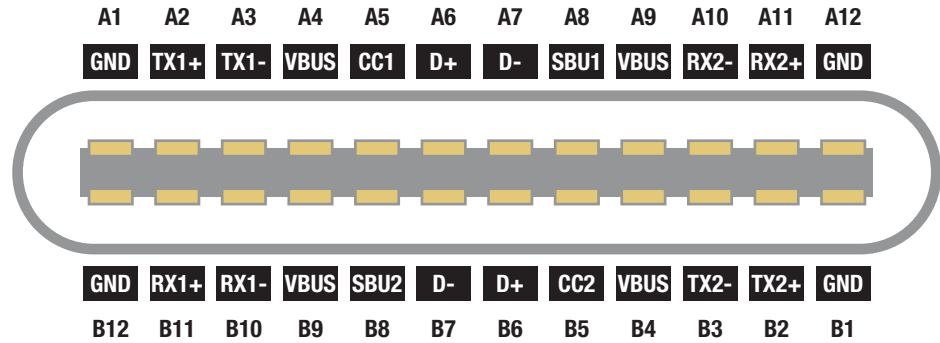 A1 A2 A3 A4 A5 A6 A7 A8 A9 A10 A11 A12
GND TX1+ TX1- VBUS CC1 D+ D- SBU1 VBUS RX2- RX2+ GND
GND RX1+ RX1- VBUS SBU2 D- D+ CC2 VBUS TX2- TX2+ GND
B12 B11 B10 B9 B8 B7 B6 B5 B4 B3 B2 B1